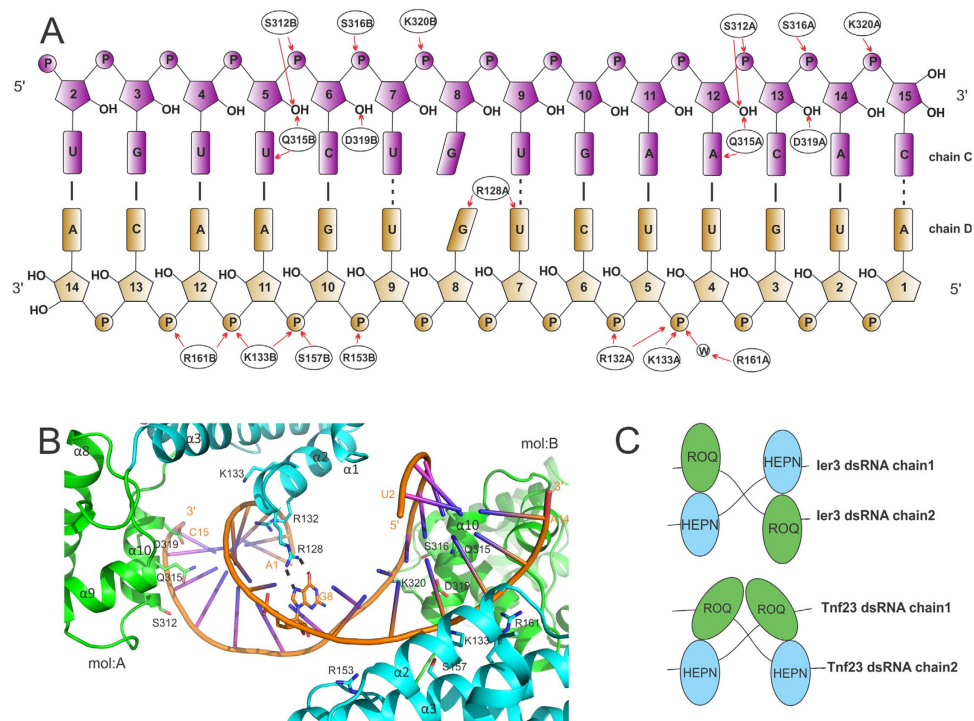 A
S312B S316B K320B S312A S316A K320A
P P P P P P P P P P P P P P
5' 2 3 4 5 6 7 8 9 10 11 12 13 14 15 OH 3'
OH OH OH OH OH OH OH OH OH OH OH OH OH OH
Q315B D319B Q315A D319A
U G U U C U G U G A A C A C chain C
R128A
A C A A G U G U C U U G U A chain D
HO HO HO HO HO HO HO HO HO HO HO HO HO HO
3' HO 14 13 12 11 10 9 8 7 6 5 4 3 2 1 5'
P P P P P P P P P P P P P
W
R161B K133B S157B R153B R132A K133A R161A
B
α8 α3 α2 α1 mol:B
K133
R132
3'
C15
D319
α10
Q315
α9
S312
mol:A
A1
R128
G8
U2
5'
α10
3'
A14
S316 Q315
K320
D319
R161
K133
R153 α2 S157
α3
C
ROQ HEPN Ier3 dsRNA chain1
HEPN ROQ Ier3 dsRNA chain2
ROQ ROQ Tnf23 dsRNA chain1
HEPN HEPN Tnf23 dsRNA chain2